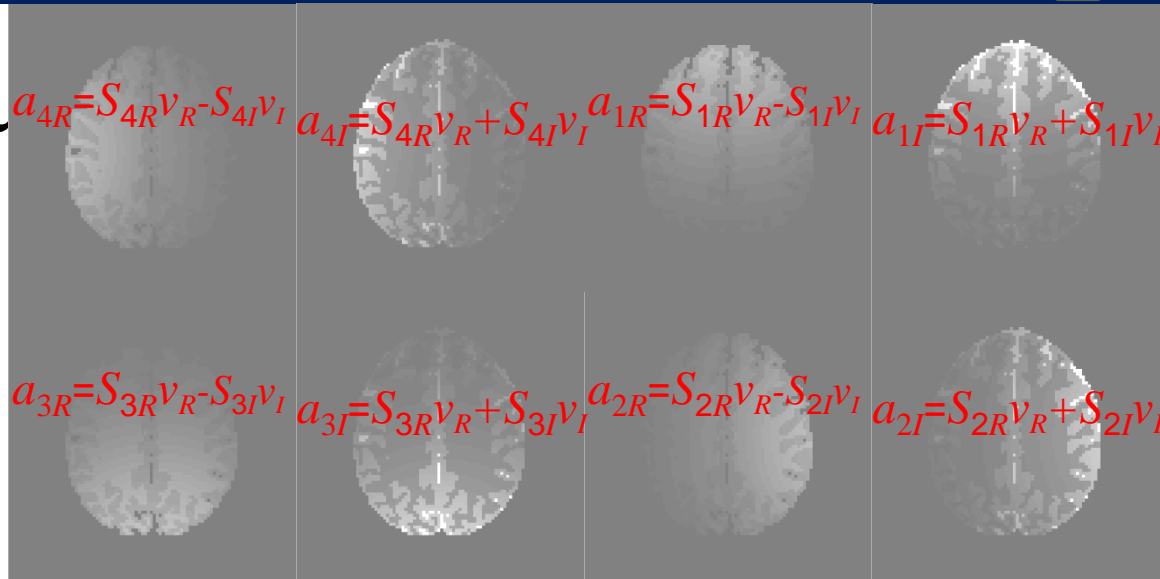 a4R=S4RvR-S4IvI
a4I=S4RvR+S4IvI
a1R=S1RvR-S1IvI
a1I=S1RvR+S1IvI
a3R=S3RvR-S3IvI
a3I=S3RvR+S3IvI
a2R=S2RvR-S2IvI
a2I=S2RvR+S2IvI